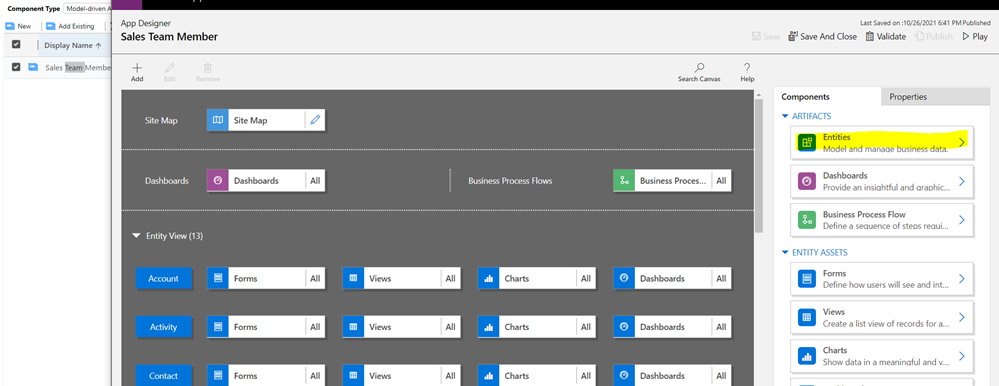 Component Type Model-driven A
New Add Existing
Display Name ↑
Sales Team Membe
App Designer
Sales Team Member
Last Saved on :10/26/2021 6:41 PM Published
Save Save And Close Validate Publish Play
Add Edit Remove Search Canvas Help
Site Map Site Map
Dashboards Dashboards All Business Process Flows Business Proces... All
Entity View (13)
Account Forms All Views All Charts All Dashboards All
Activity Forms All Views All Charts All Dashboards All
Contact Forms All Views All Charts All Dashboards All
Components Properties
ARTIFACTS
Entities
Model and manage business data.
Dashboards
Provide an insightful and graphic...
Business Process Flow
Define a sequence of steps requi...
ENTITY ASSETS
Forms
Define how users will see and int...
Views
Create a list view of records for a...
Charts
Show data in a meaningful and v...